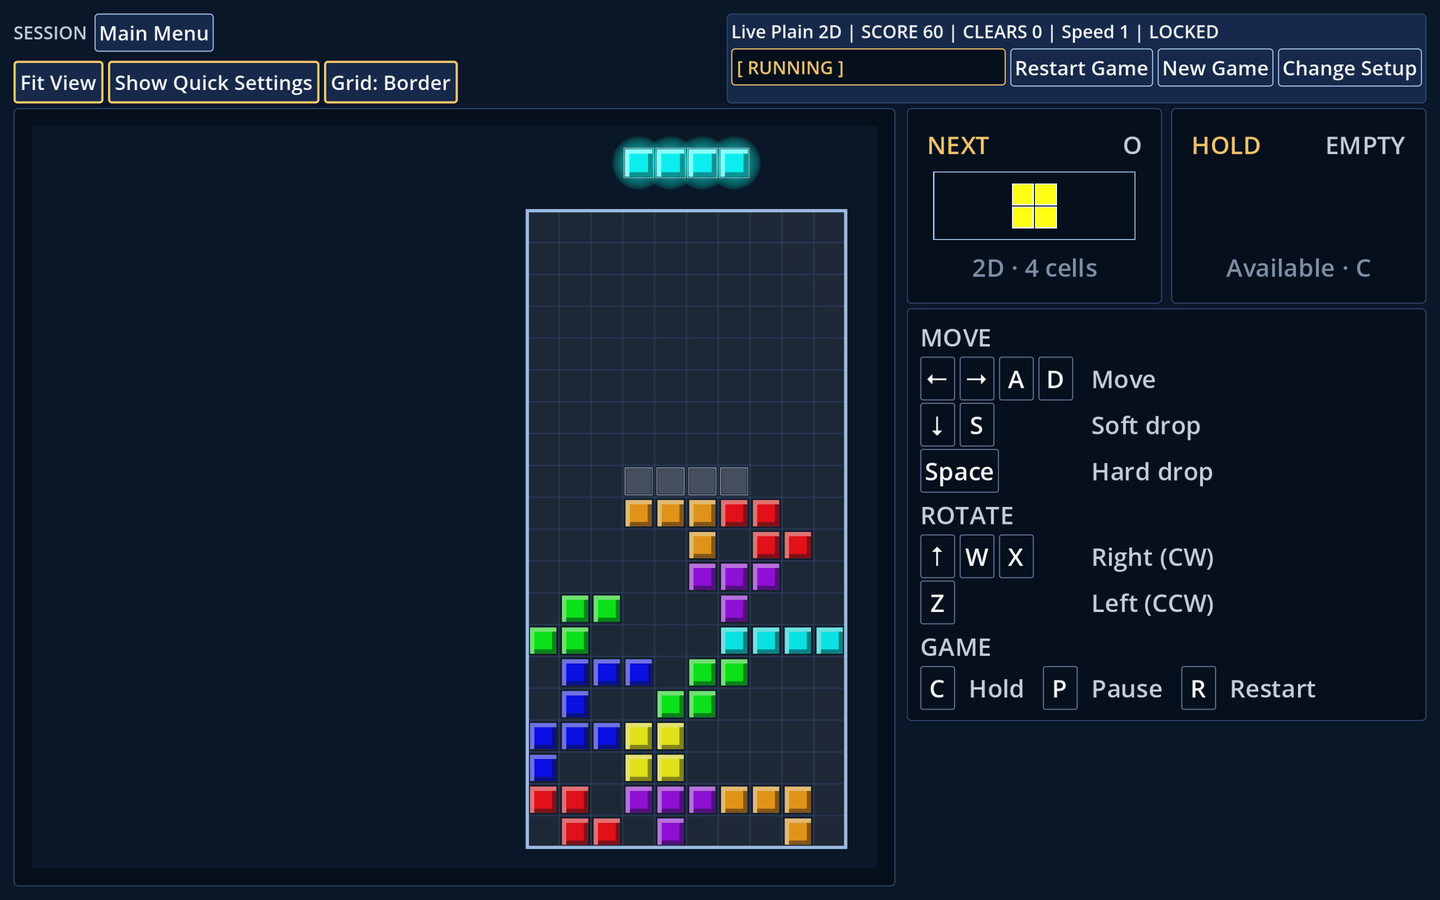 SESSION Main Menu
Fit View Show Quick Settings Grid: Border
Live Plain 2D | SCORE 60 | CLEARS 0 | Speed 1 | LOCKED
[ RUNNING ] Restart Game New Game Change Setup
NEXT O
2D · 4 cells
HOLD EMPTY
Available · C
MOVE
← → A D Move
↓ S Soft drop
Space Hard drop
ROTATE
↑ W X Right (CW)
Z Left (CCW)
GAME
C Hold P Pause R Restart